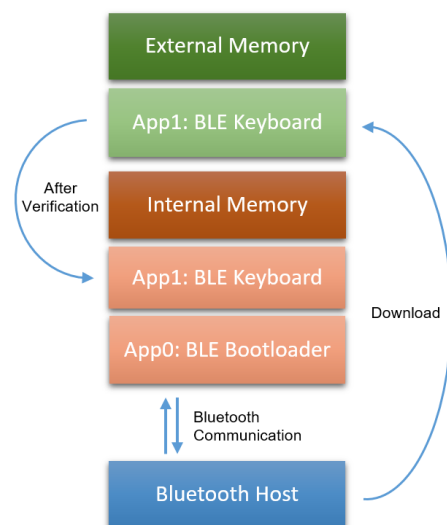 External Memory
App1: BLE Keyboard
After
Verification
Internal Memory
App1: BLE Keyboard
Download
App0: BLE Bootloader
Bluetooth
Communication
Bluetooth Host